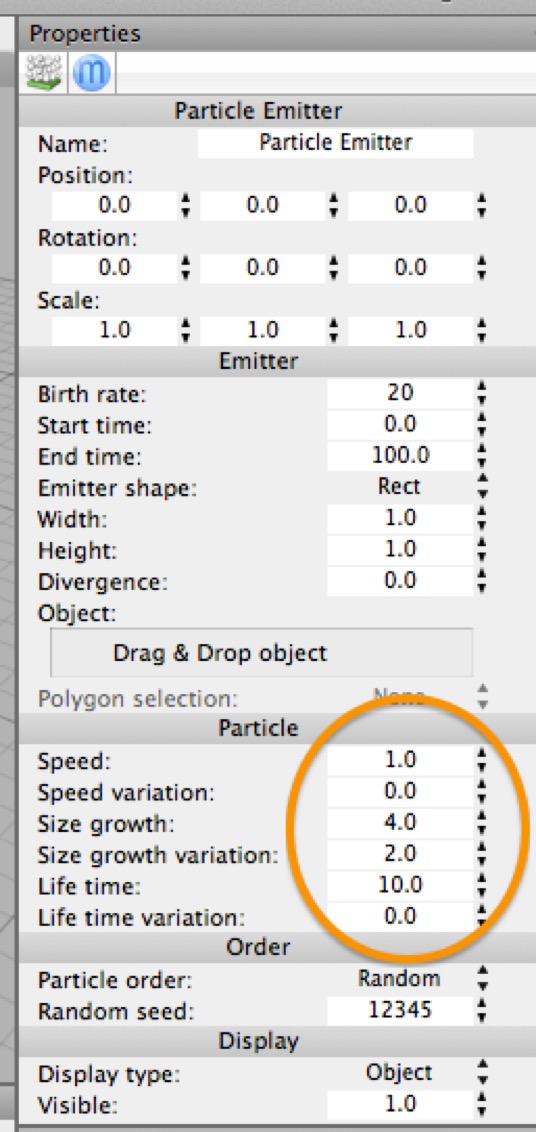 Properties
m
Particle Emitter
Name: Particle Emitter
Position:
0.0 0.0 0.0
Rotation:
0.0 0.0 0.0
Scale:
1.0 1.0 1.0
Emitter
Birth rate: 20
Start time: 0.0
End time: 100.0
Emitter shape: Rect
Width: 1.0
Height: 1.0
Divergence: 0.0
Object:
Drag & Drop object
Polygon selection: None
Particle
Speed: 1.0
Speed variation: 0.0
Size growth: 4.0
Size growth variation: 2.0
Life time: 10.0
Life time variation: 0.0
Order
Particle order: Random
Random seed: 12345
Display
Display type: Object
Visible: 1.0